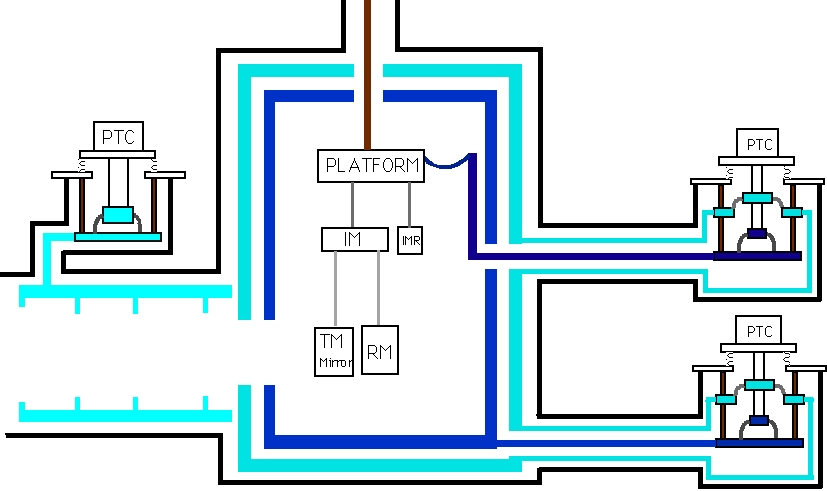 PTC
PTC
PLATFORM
IM
IMR
TM
Mirror
RM
PTC